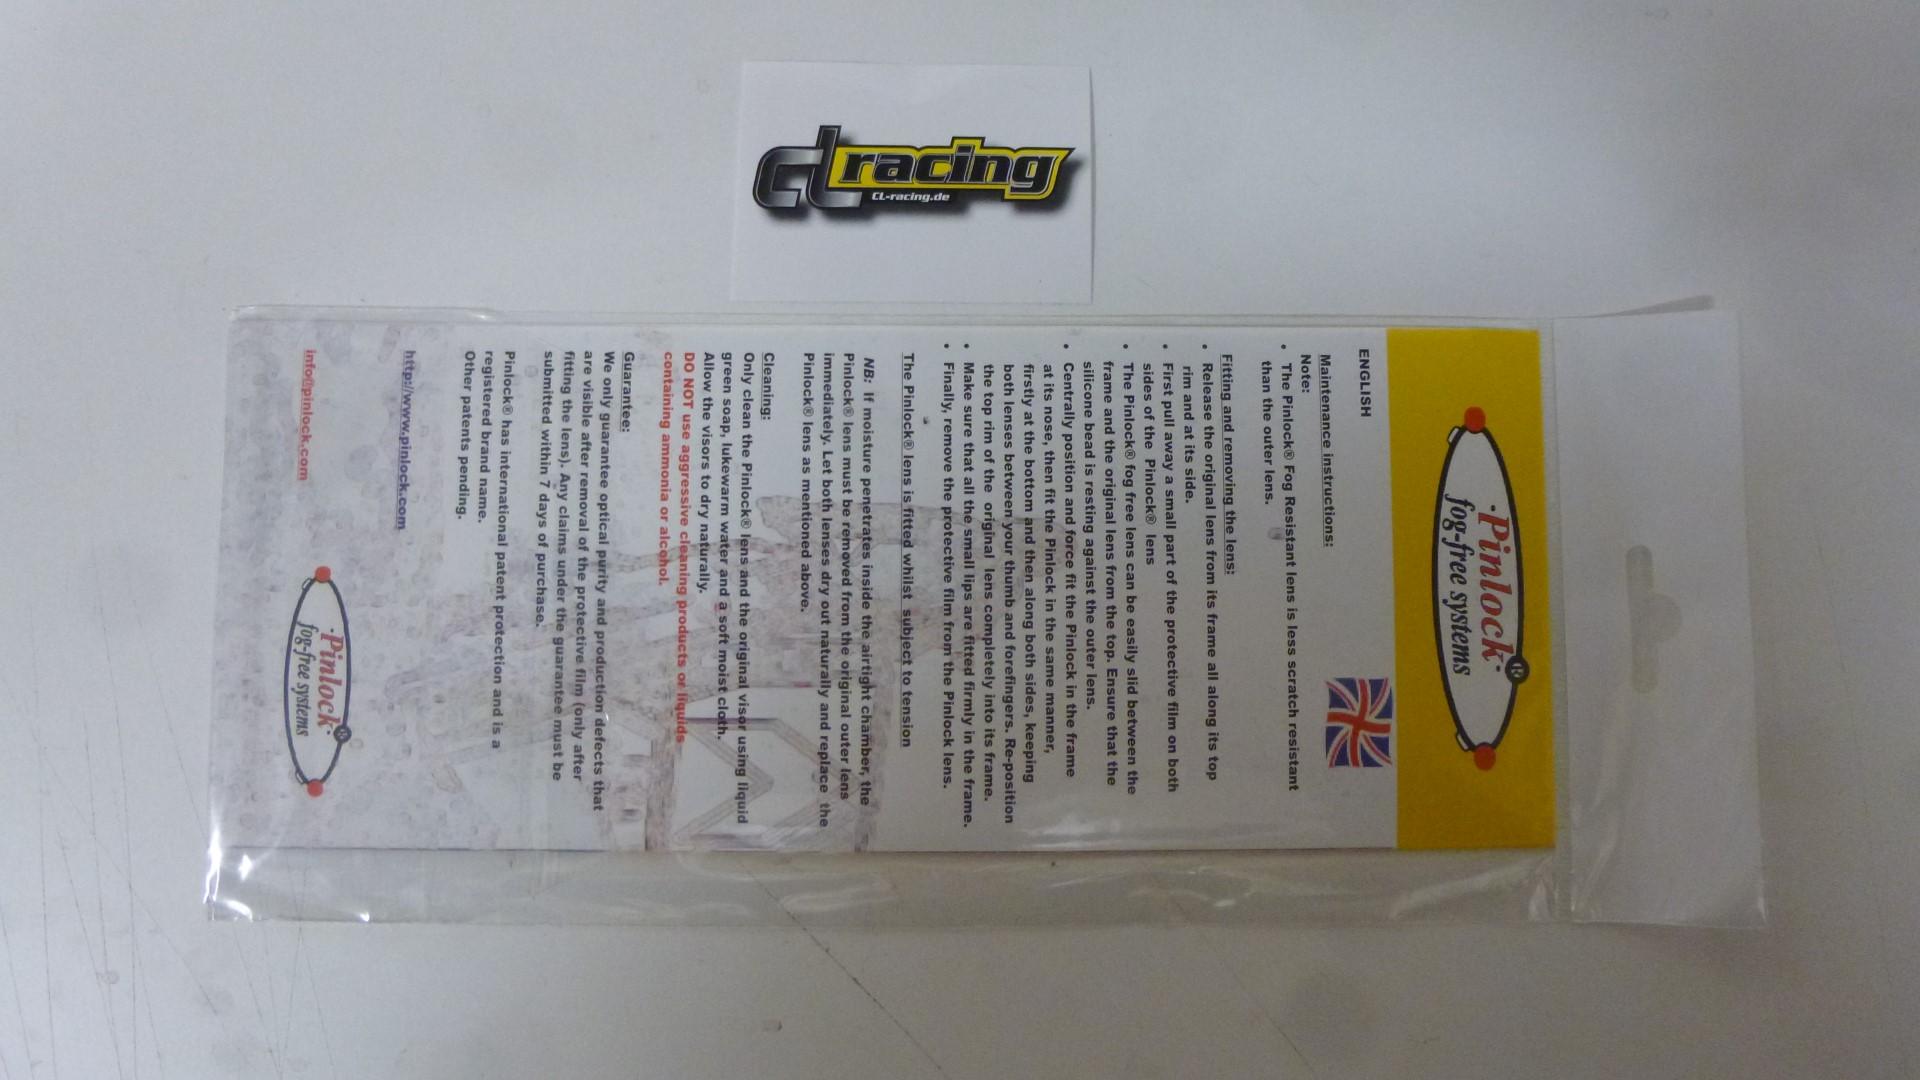 cl racing
CL-racing.de
·Pinlock·®
fog-free systems
ENGLISH
Maintenance instructions:
Note:
• The Pinlock® Fog Resistant lens is less scratch resistant
than the outer lens.
Fitting and removing the lens:
• Release the original lens from its frame all along its top
rim and at its side.
• First pull away a small part of the protective film on both
sides of the Pinlock® lens
• The Pinlock® fog free lens can be easily slid between the
frame and the original lens from the top. Ensure that the
silicone bead is resting against the outer lens.
• Centrally position and force fit the Pinlock in the frame
at its nose, then fit the Pinlock in the same manner,
firstly at the bottom and then along both sides, keeping
both lenses between your thumb and forefingers. Re-position
the top rim of the original lens completely into its frame.
• Make sure that all the small lips are fitted firmly in the frame.
• Finally, remove the protective film from the Pinlock lens.
The Pinlock® lens is fitted whilst subject to tension
NB: If moisture penetrates inside the airtight chamber, the
Pinlock® lens must be removed from the original outer lens
immediately. Let both lenses dry out naturally and replace the
Pinlock® lens as mentioned above.
Cleaning:
Only clean the Pinlock® lens and the original visor using liquid
green soap, lukewarm water and a soft moist cloth.
Allow the visors to dry naturally.
DO NOT use aggressive cleaning products or liquids
containing ammonia or alcohol.
Guarantee:
We only guarantee optical purity and production defects that
are visible after removal of the protective film (only after
fitting the lens). Any claims under the guarantee must be
submitted within 7 days of purchase.
Pinlock® has international patent protection and is a
registered brand name.
Other patents pending.
http://www.pinlock.com
info@pinlock.com
·Pinlock·®
fog-free systems